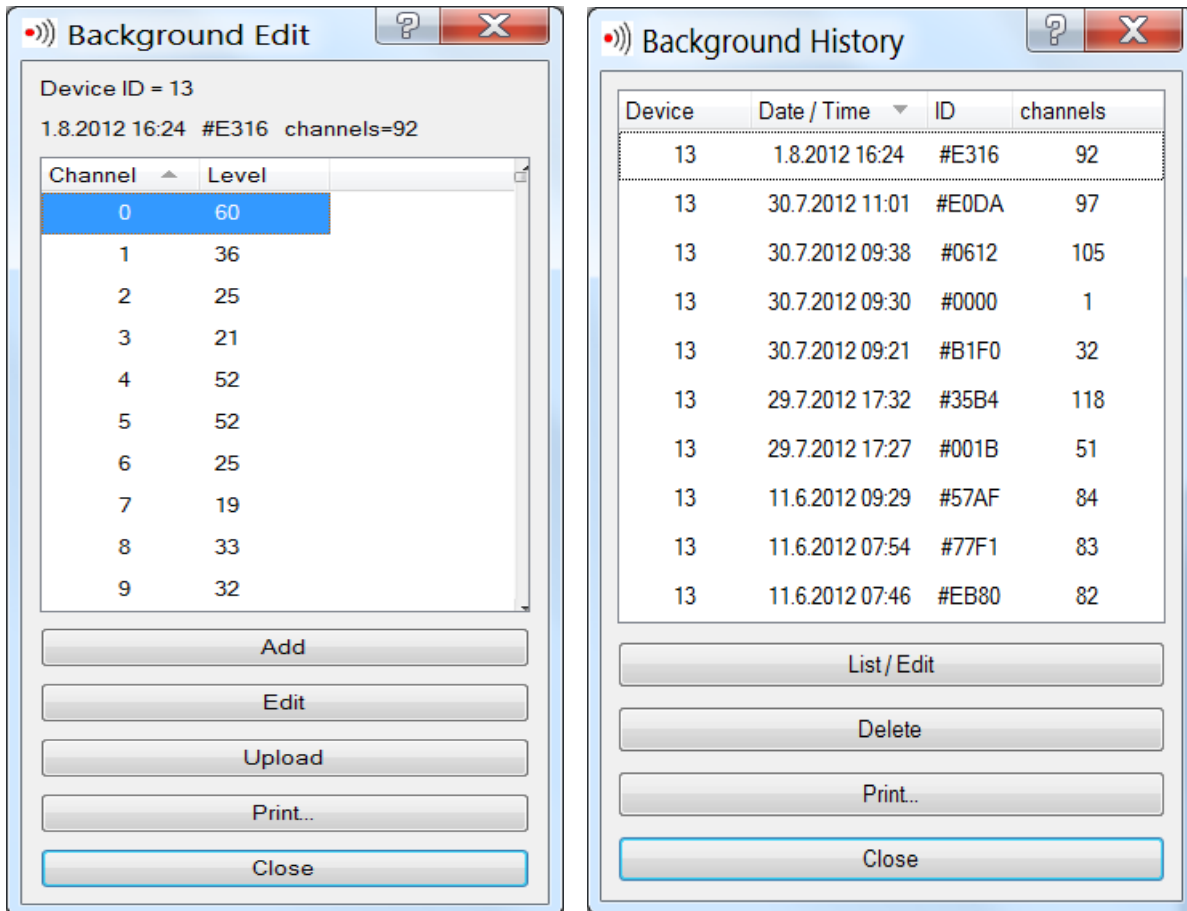 Background Edit
Device ID = 13
1.8.2012 16:24 #E316 channels=92
Channel Level
0 60
1 36
2 25
3 21
4 52
5 52
6 25
7 19
8 33
9 32
Add
Edit
Upload
Print...
Close
Background History
Device Date / Time ID channels
13 1.8.2012 16:24 #E316 92
13 30.7.2012 11:01 #E0DA 97
13 30.7.2012 09:38 #0612 105
13 30.7.2012 09:30 #0000 1
13 30.7.2012 09:21 #B1F0 32
13 29.7.2012 17:32 #35B4 118
13 29.7.2012 17:27 #001B 51
13 11.6.2012 09:29 #57AF 84
13 11.6.2012 07:54 #77F1 83
13 11.6.2012 07:46 #EB80 82
List / Edit
Delete
Print...
Close